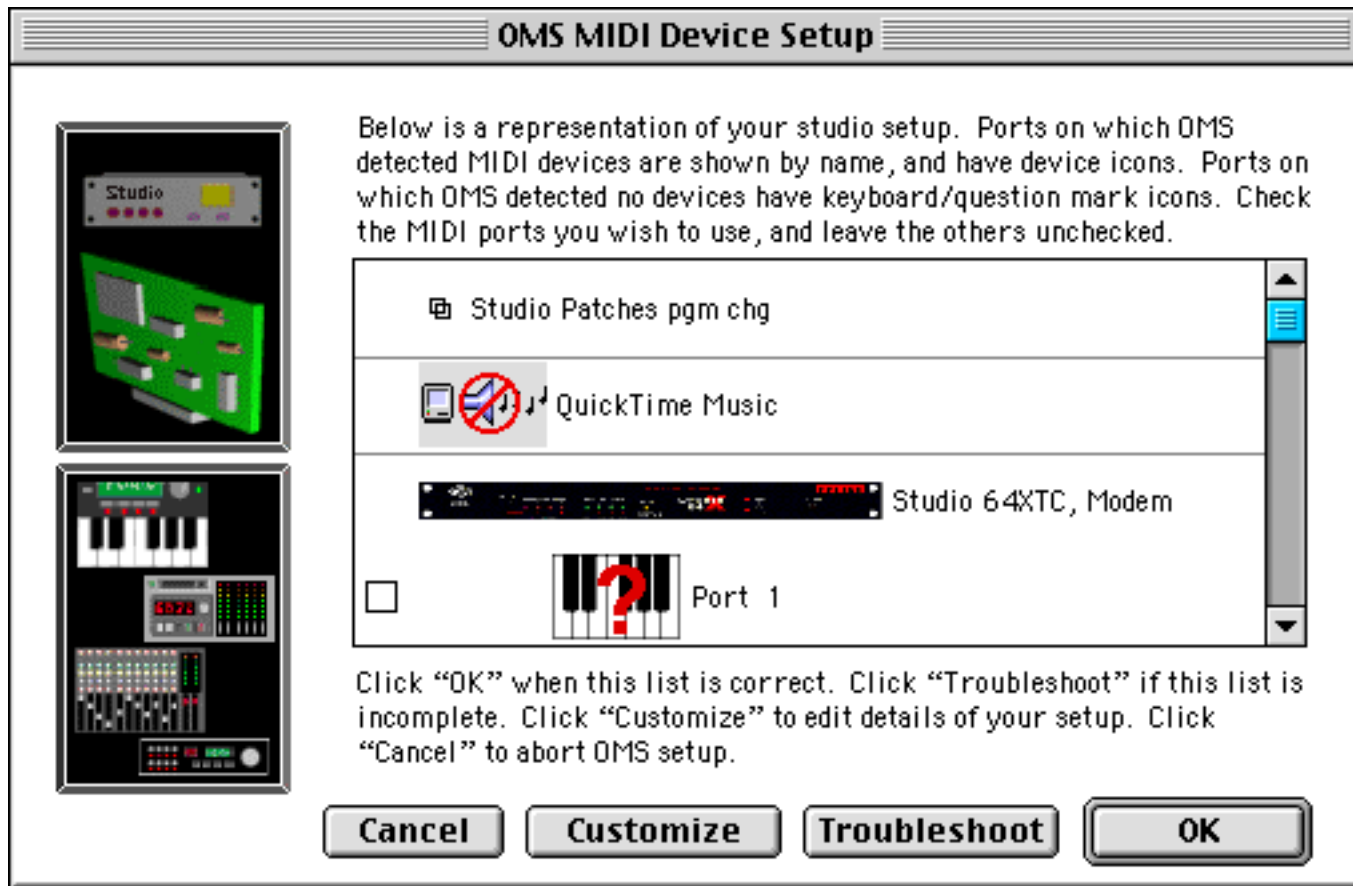 OMS MIDI Device Setup
Below is a representation of your studio setup.  Ports on which OMS
detected MIDI devices are shown by name, and have device icons.  Ports on
which OMS detected no devices have keyboard/question mark icons.  Check
the MIDI ports you wish to use, and leave the others unchecked.
Studio
Studio Patches pgm chg
QuickTime Music
Studio 64XTC, Modem
? Port 1
Click “OK” when this list is correct.  Click “Troubleshoot” if this list is
incomplete.  Click “Customize” to edit details of your setup.  Click
“Cancel” to abort OMS setup.
Cancel Customize Troubleshoot OK